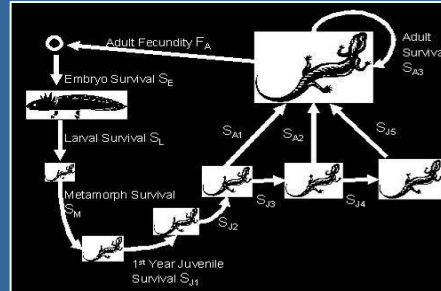 Adult Fecundity F_A
Adult
Survival
S_A3
Embryo Survival S_E
Larval Survival S_L
Metamorph Survival
S_M
1st Year Juvenile
Survival S_J1
S_J2
S_A1
S_J3
S_A2
S_J4
S_J5